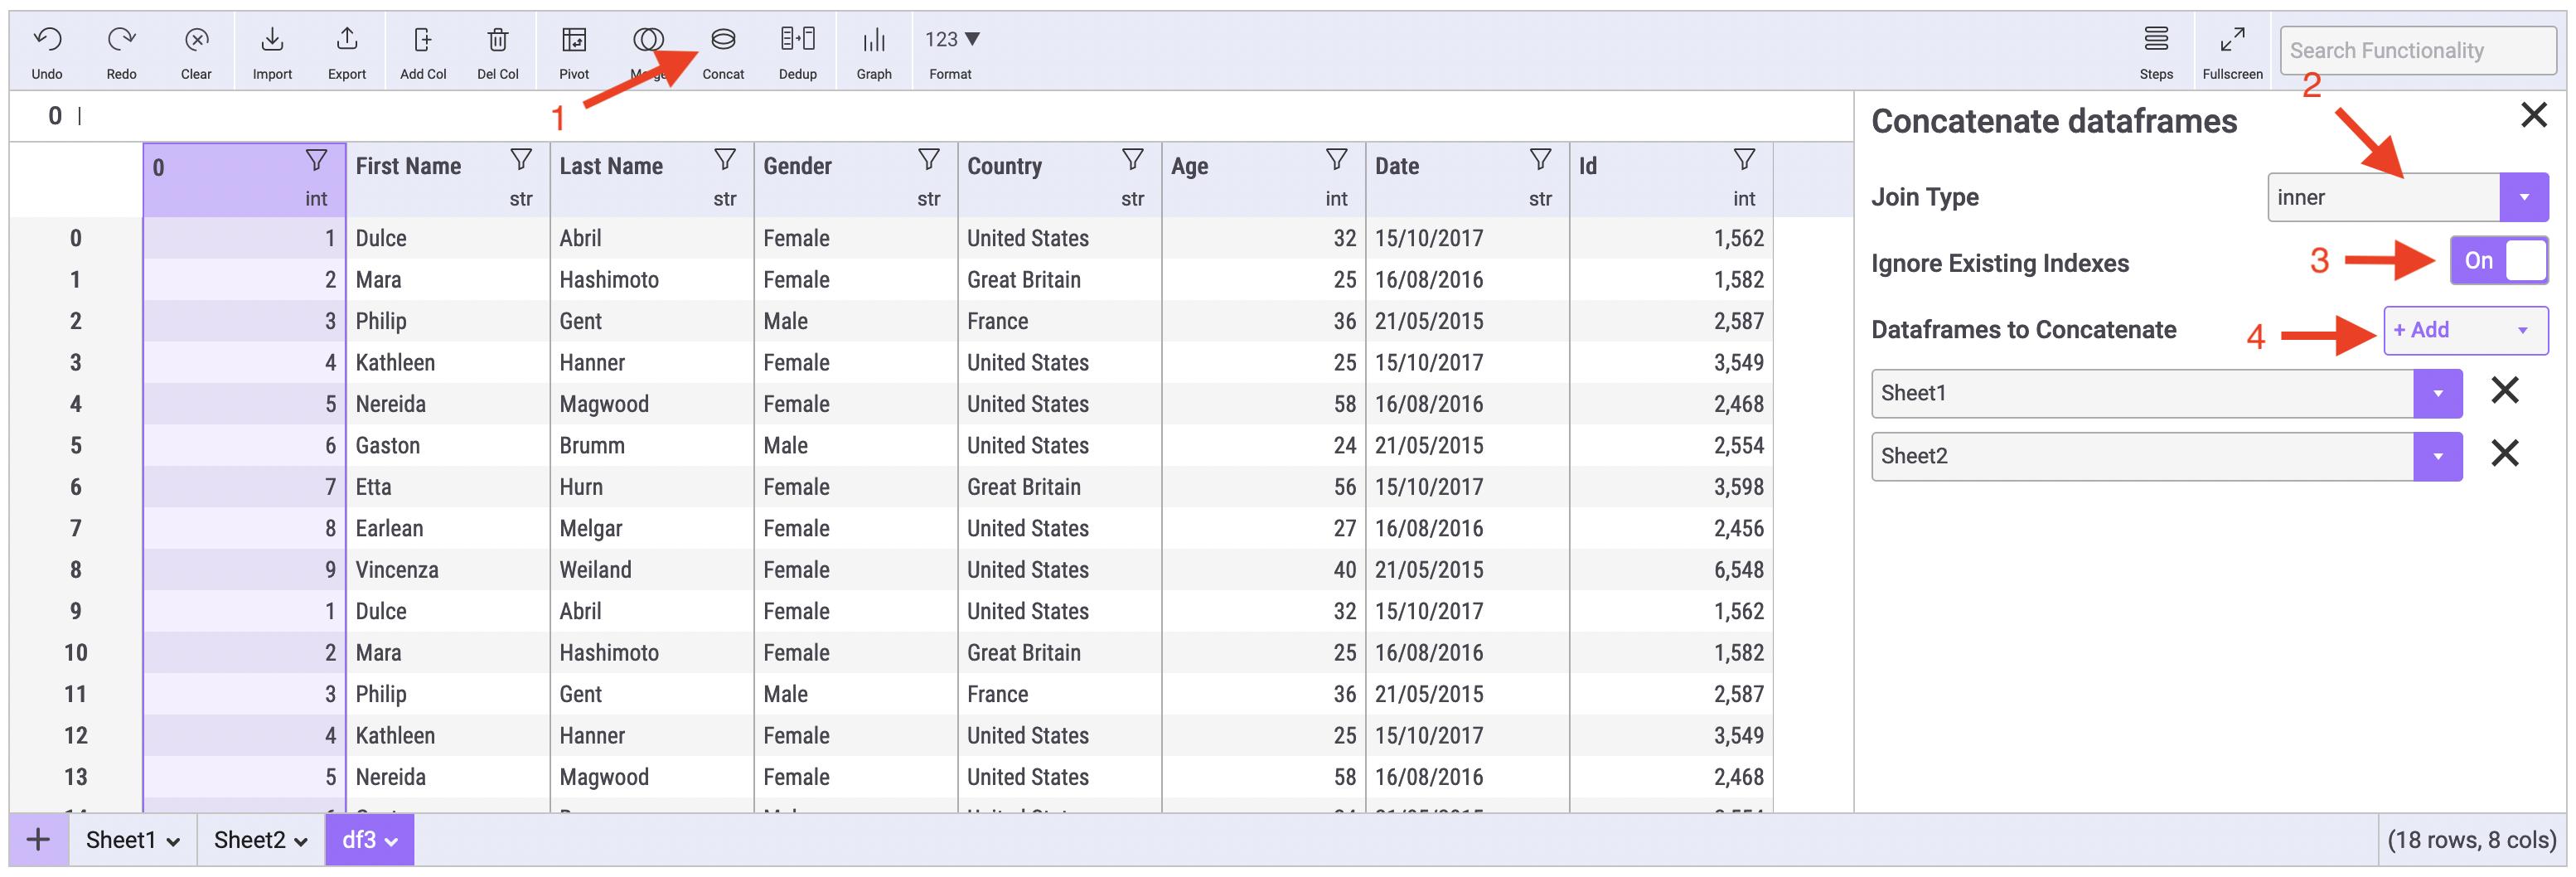 Undo Redo Clear Import Export Add Col Del Col Pivot Merge Concat Dedup Graph 123 ▼ Format Steps Fullscreen Search Functionality
1
2
0 |
Concatenate dataframes
0 int First Name str Last Name str Gender str Country str Age int Date str Id int
Join Type inner
3 Ignore Existing Indexes On
4 Dataframes to Concatenate + Add
Sheet1
Sheet2
0 1 Dulce Abril Female United States 32 15/10/2017 1,562
1 2 Mara Hashimoto Female Great Britain 25 16/08/2016 1,582
2 3 Philip Gent Male France 36 21/05/2015 2,587
3 4 Kathleen Hanner Female United States 25 15/10/2017 3,549
4 5 Nereida Magwood Female United States 58 16/08/2016 2,468
5 6 Gaston Brumm Male United States 24 21/05/2015 2,554
6 7 Etta Hurn Female Great Britain 56 15/10/2017 3,598
7 8 Earlean Melgar Female United States 27 16/08/2016 2,456
8 9 Vincenza Weiland Female United States 40 21/05/2015 6,548
9 1 Dulce Abril Female United States 32 15/10/2017 1,562
10 2 Mara Hashimoto Female Great Britain 25 16/08/2016 1,582
11 3 Philip Gent Male France 36 21/05/2015 2,587
12 4 Kathleen Hanner Female United States 25 15/10/2017 3,549
13 5 Nereida Magwood Female United States 58 16/08/2016 2,468
+ Sheet1 Sheet2 df3 (18 rows, 8 cols)